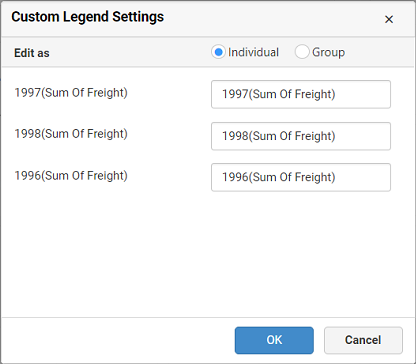 Custom Legend Settings
Edit as Individual Group
1997(Sum Of Freight) 1997(Sum Of Freight)
1998(Sum Of Freight) 1998(Sum Of Freight)
1996(Sum Of Freight) 1996(Sum Of Freight)
OK Cancel